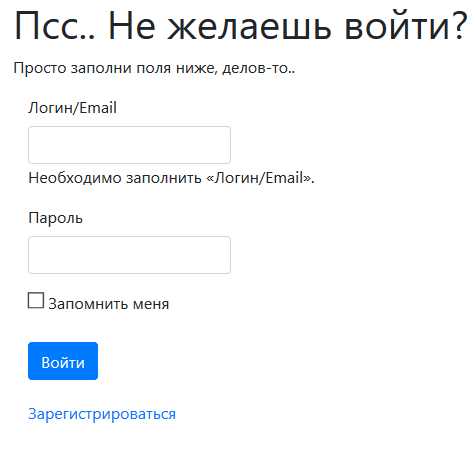 Псс.. Не желаешь войти?
Просто заполни поля ниже, делов-то..
Логин/Email
Необходимо заполнить «Логин/Email».
Пароль
Запомнить меня
Войти
Зарегистрироваться